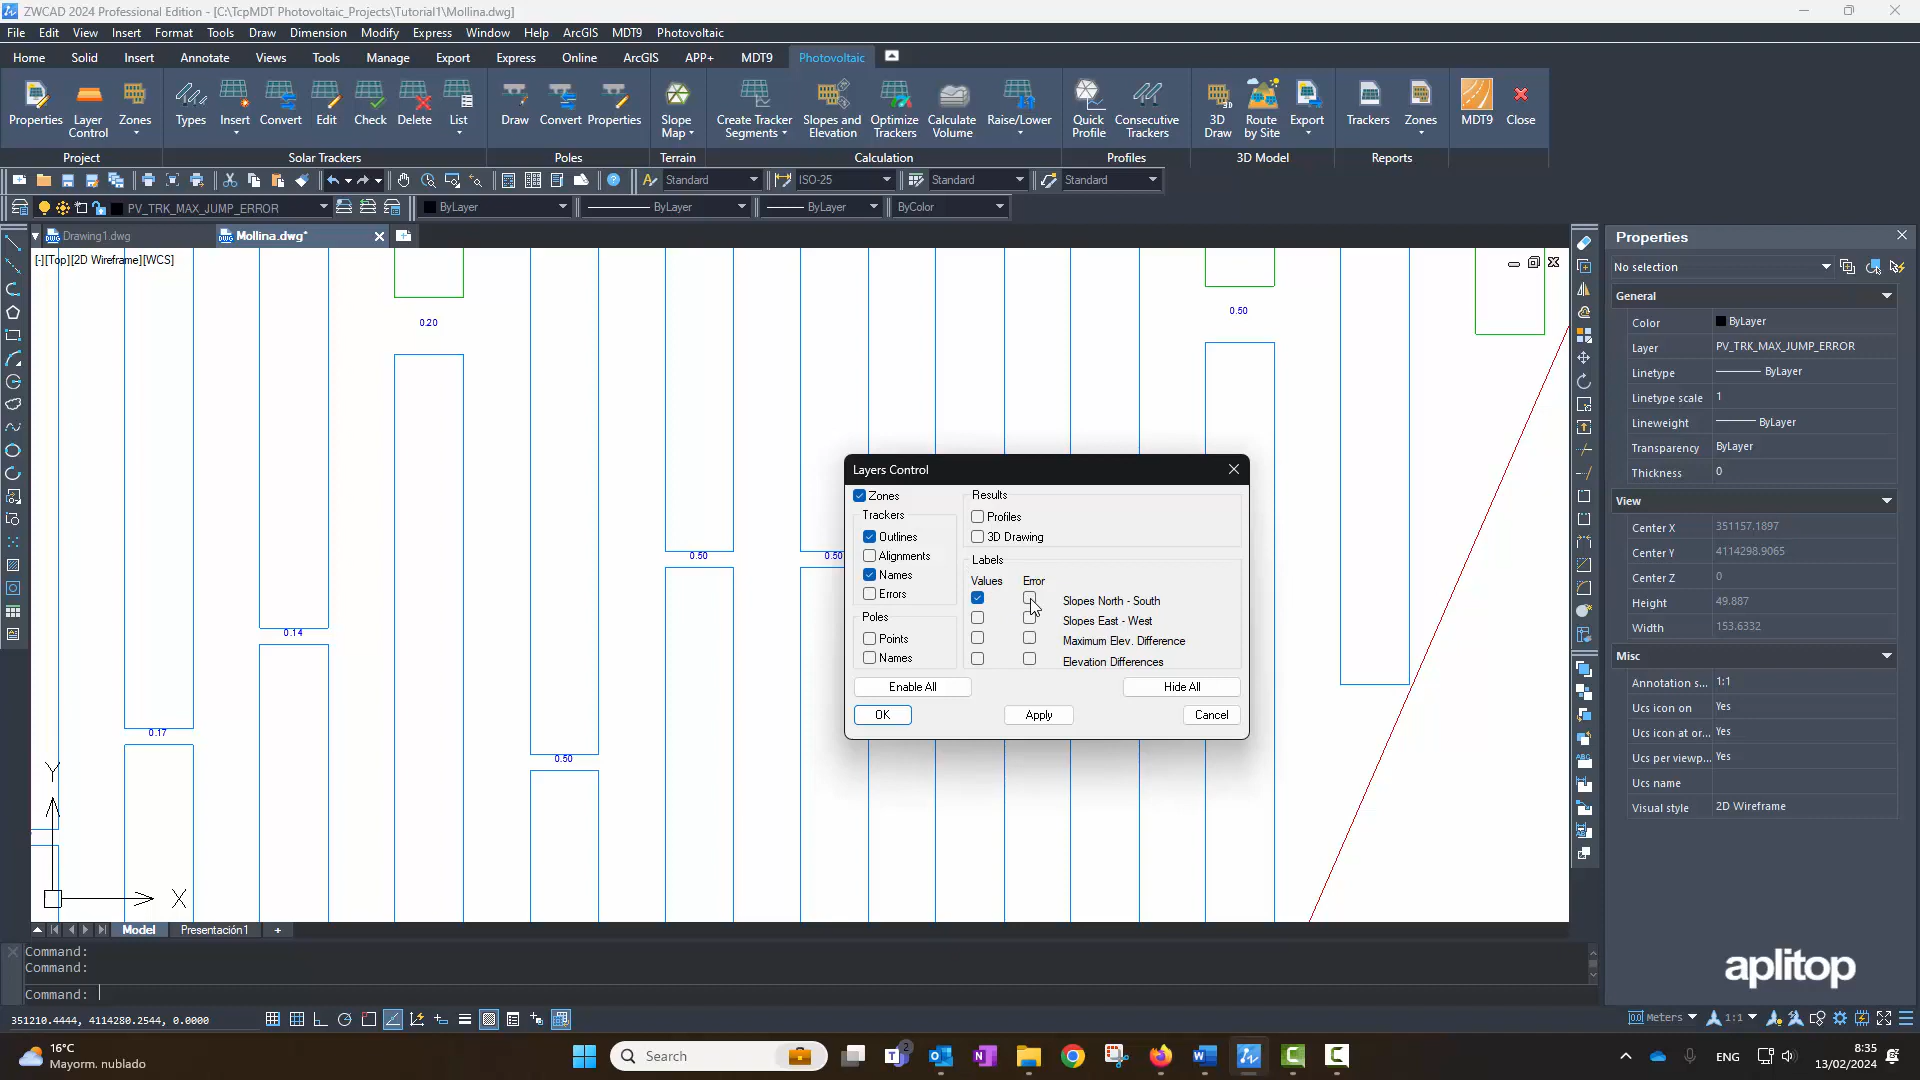 ZWCAD 2024 Professional Edition - [C:\TcpMDT Photovoltaic_Projects\Tutorial1\Mollina.dwg]
File Edit View Insert Format Tools Draw Dimension Modify Express Window Help ArcGIS MDT9 Photovoltaic
Home Solid Insert Annotate Views Tools Manage Export Express Online ArcGIS APP+ MDT9 Photovoltaic
Properties Layer Control Zones Types Insert Convert Edit Check Delete List Draw Convert Properties Slope Map Create Tracker Segments Slopes and Elevation Optimize Trackers Calculate Volume Raise/Lower Quick Profile Consecutive Trackers 3D Draw Route by Site Export Trackers Zones MDT9 Close
Project Solar Trackers Poles Terrain Calculation Profiles 3D Model Reports
Standard ISO-25 Standard Standard
PV_TRK_MAX_JUMP_ERROR ByLayer ByLayer ByLayer ByColor
Drawing1.dwg Mollina.dwg*
[-][Top][2D Wireframe][WCS]
0.20
0.50
0.50
0.50
0.14
0.17
0.50
Y
X
Layers Control
Zones
Trackers
Outlines
Alignments
Names
Errors
Poles
Points
Names
Results
Profiles
3D Drawing
Labels
Values Error
Slopes North - South
Slopes East - West
Maximum Elev. Difference
Elevation Differences
Enable All Hide All
OK Apply Cancel
Properties
No selection
General
Color ByLayer
Layer PV_TRK_MAX_JUMP_ERROR
Linetype ByLayer
Linetype scale 1
Lineweight ByLayer
Transparency ByLayer
Thickness 0
View
Center X 351157.1897
Center Y 4114298.9065
Center Z 0
Height 49.887
Width 153.6332
Misc
Annotation s... 1:1
Ucs icon on Yes
Ucs icon at or... Yes
Ucs per viewp... Yes
Ucs name
Visual style 2D Wireframe
Model Presentación1 +
Command:
Command:
Command:
aplitop
351210.4444, 4114280.2544, 0.0000
Meters 1:1
16°C
Mayorm. nublado
Search
2
ENG
8:35
13/02/2024